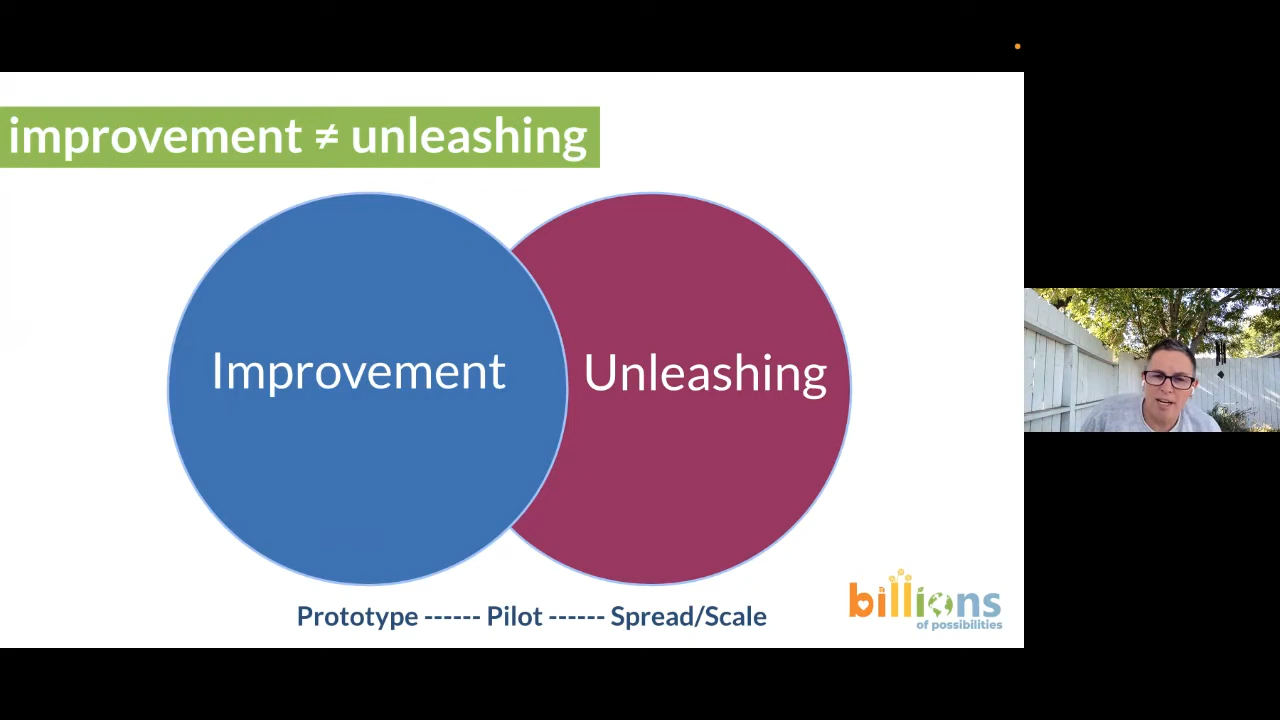 improvement ≠ unleashing
Improvement
Unleashing
Prototype ------ Pilot ------ Spread/Scale
billions
of possibilities